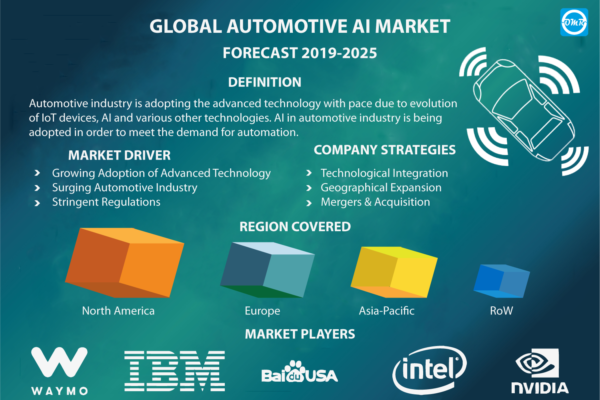 GLOBAL AUTOMOTIVE AI MARKET
DMR
FORECAST 2019-2025
DEFINITION
Automotive industry is adopting the advanced technology with pace due to evolution
of IoT devices, AI and various other technologies. AI in automotive industry is being
adopted in order to meet the demand for automation.
MARKET DRIVER
Growing Adoption of Advanced Technology
Surging Automotive Industry
Stringent Regulations
COMPANY STRATEGIES
Technological Integration
Geographical Expansion
Mergers & Acquisition
REGION COVERED
North America
Europe
Asia-Pacific
RoW
MARKET PLAYERS
WAYMO
IBM
Bai du USA
intel
NVIDIA